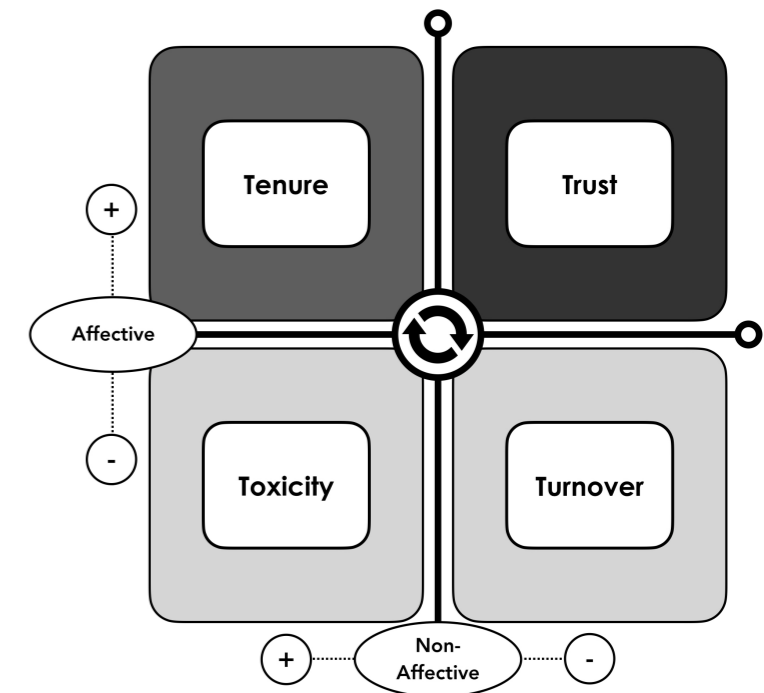 Tenure
Trust
+
Affective
-
Toxicity
Turnover
+
Non-
Affective
-